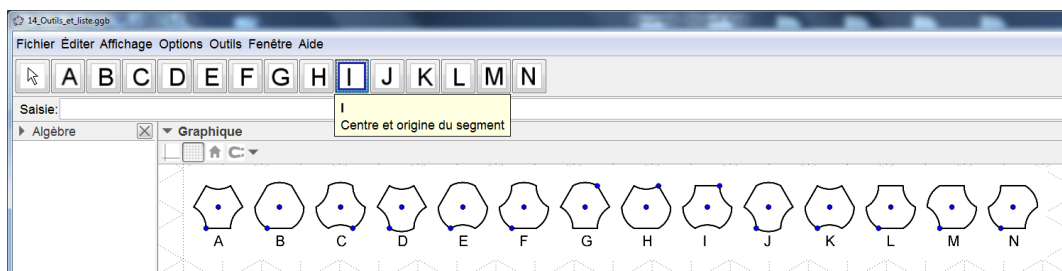 14_Outils_et_liste.ggb
Fichier Éditer Affichage Options Outils Fenêtre Aide
A B C D E F G H I J K L M N
Saisie:
I
Centre et origine du segment
Algèbre
Graphique
A B C D E F G H I J K L M N